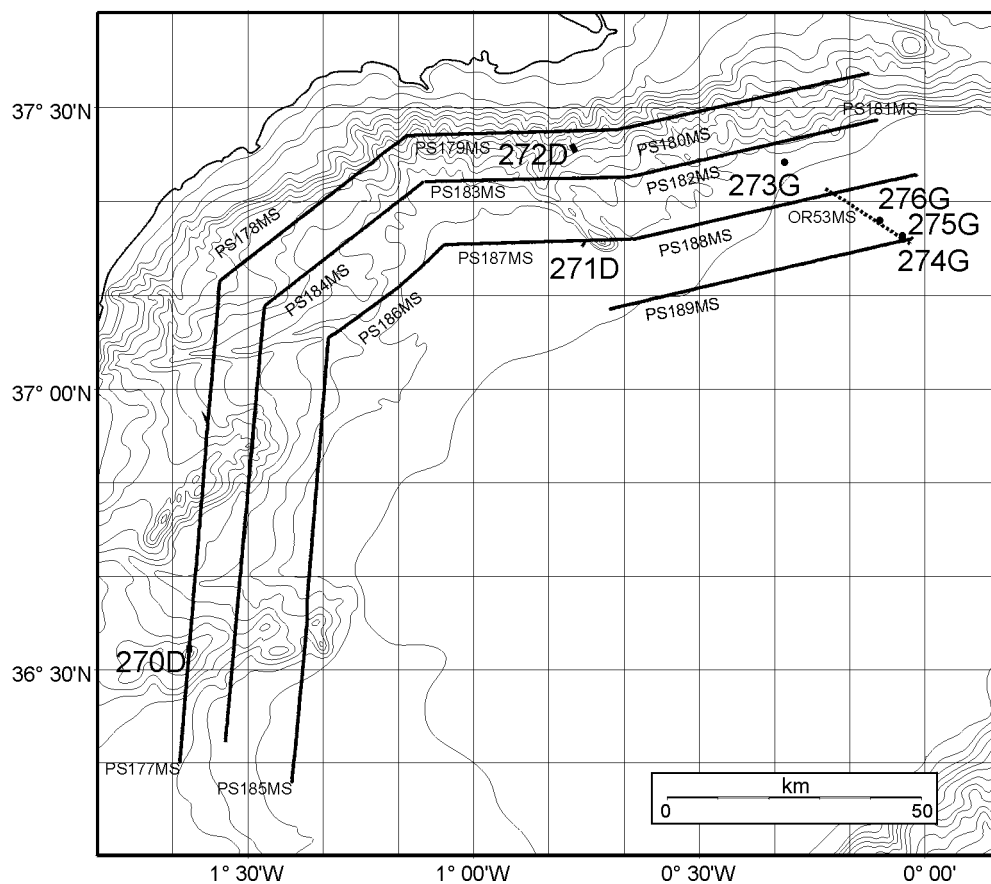 37° 30'N
PS181MS
PS180MS
PS179MS
272D
PS182MS
273G
PS183MS
276G
OR53MS
275G
PS178MS
PS188MS
PS187MS
271D
274G
PS184MS
PS189MS
PS186MS
37° 00'N
270D
36° 30'N
PS177MS
PS185MS
km
0
50
1° 30'W
1° 00'W
0° 30'W
0° 00'